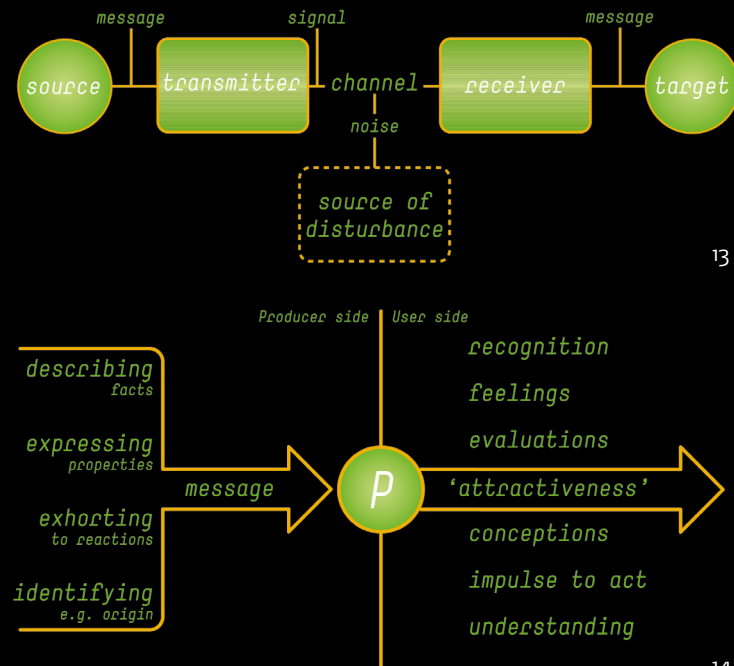 message
signal
message
source
transmitter
channel
receiver
target
noise
source of
disturbance
13
Producer side
User side
recognition
describing
facts
feelings
expressing
properties
evaluations
message
P
'attractiveness'
exhorting
to reactions
conceptions
identifying
e.g. origin
impulse to act
understanding